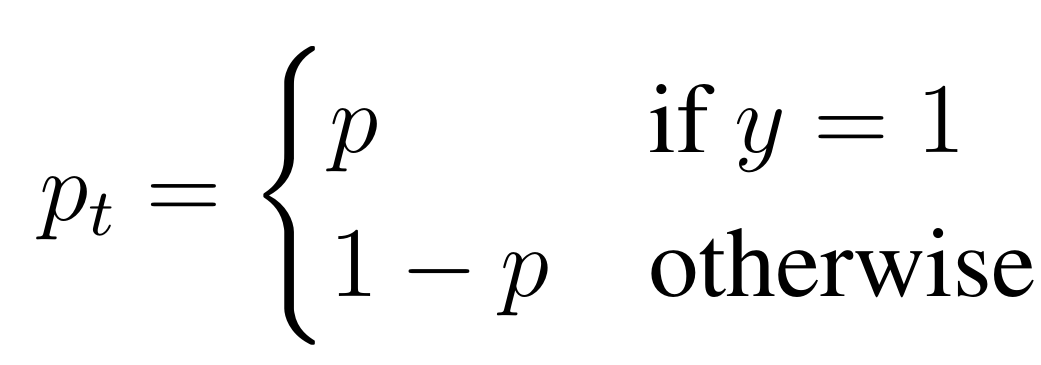 p_t = { p if y = 1
1 − p otherwise